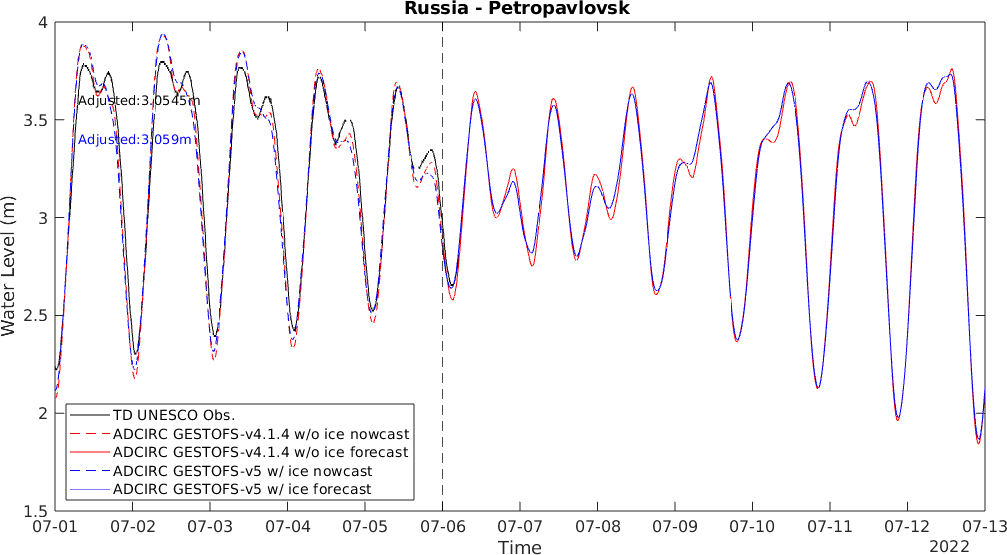 Russia - Petropavlovsk
4
3.5
3
2.5
2
1.5
Water Level (m)
Adjusted:3.0545m
Adjusted:3.059m
TD UNESCO Obs.
ADCIRC GESTOFS-v4.1.4 w/o ice nowcast
ADCIRC GESTOFS-v4.1.4 w/o ice forecast
ADCIRC GESTOFS-v5 w/ ice nowcast
ADCIRC GESTOFS-v5 w/ ice forecast
07-01 07-02 07-03 07-04 07-05 07-06 07-07 07-08 07-09 07-10 07-11 07-12 07-13
Time
2022